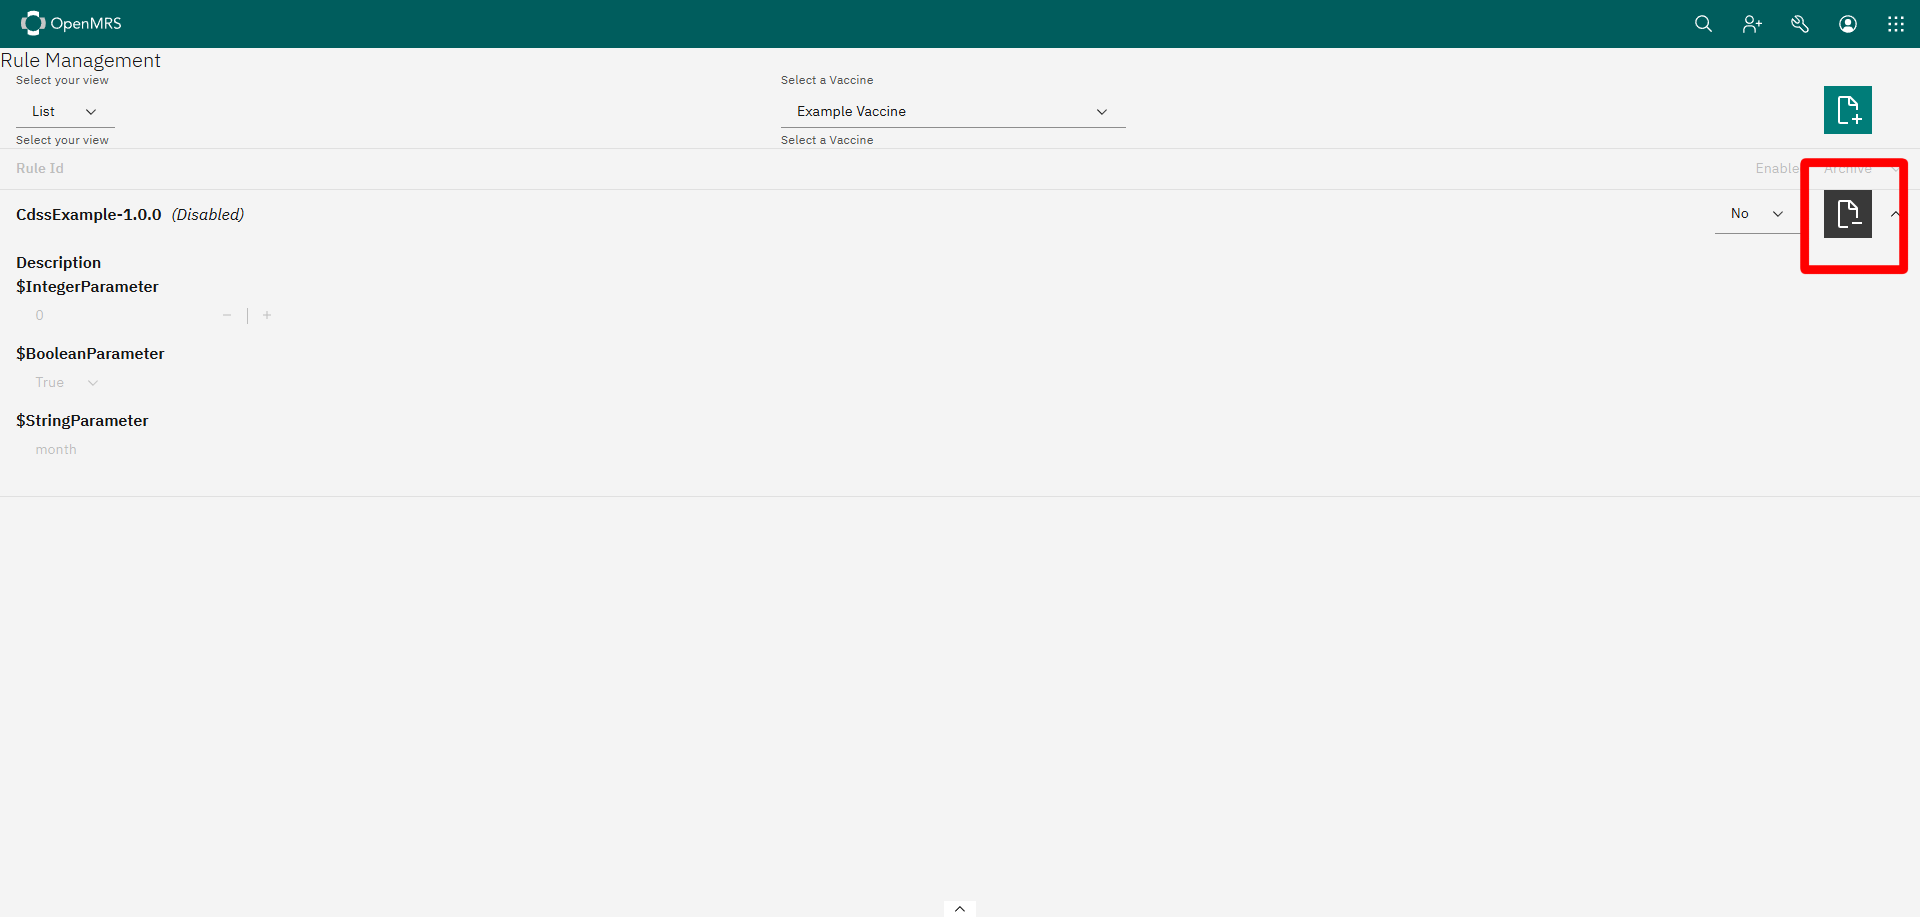 OpenMRS
Rule Management
Select your view
Select a Vaccine
List
Example Vaccine
Select your view
Select a Vaccine
Rule Id
Enable
Archive
CdssExample-1.0.0 (Disabled)
No
Description
$IntegerParameter
0
$BooleanParameter
True
$StringParameter
month